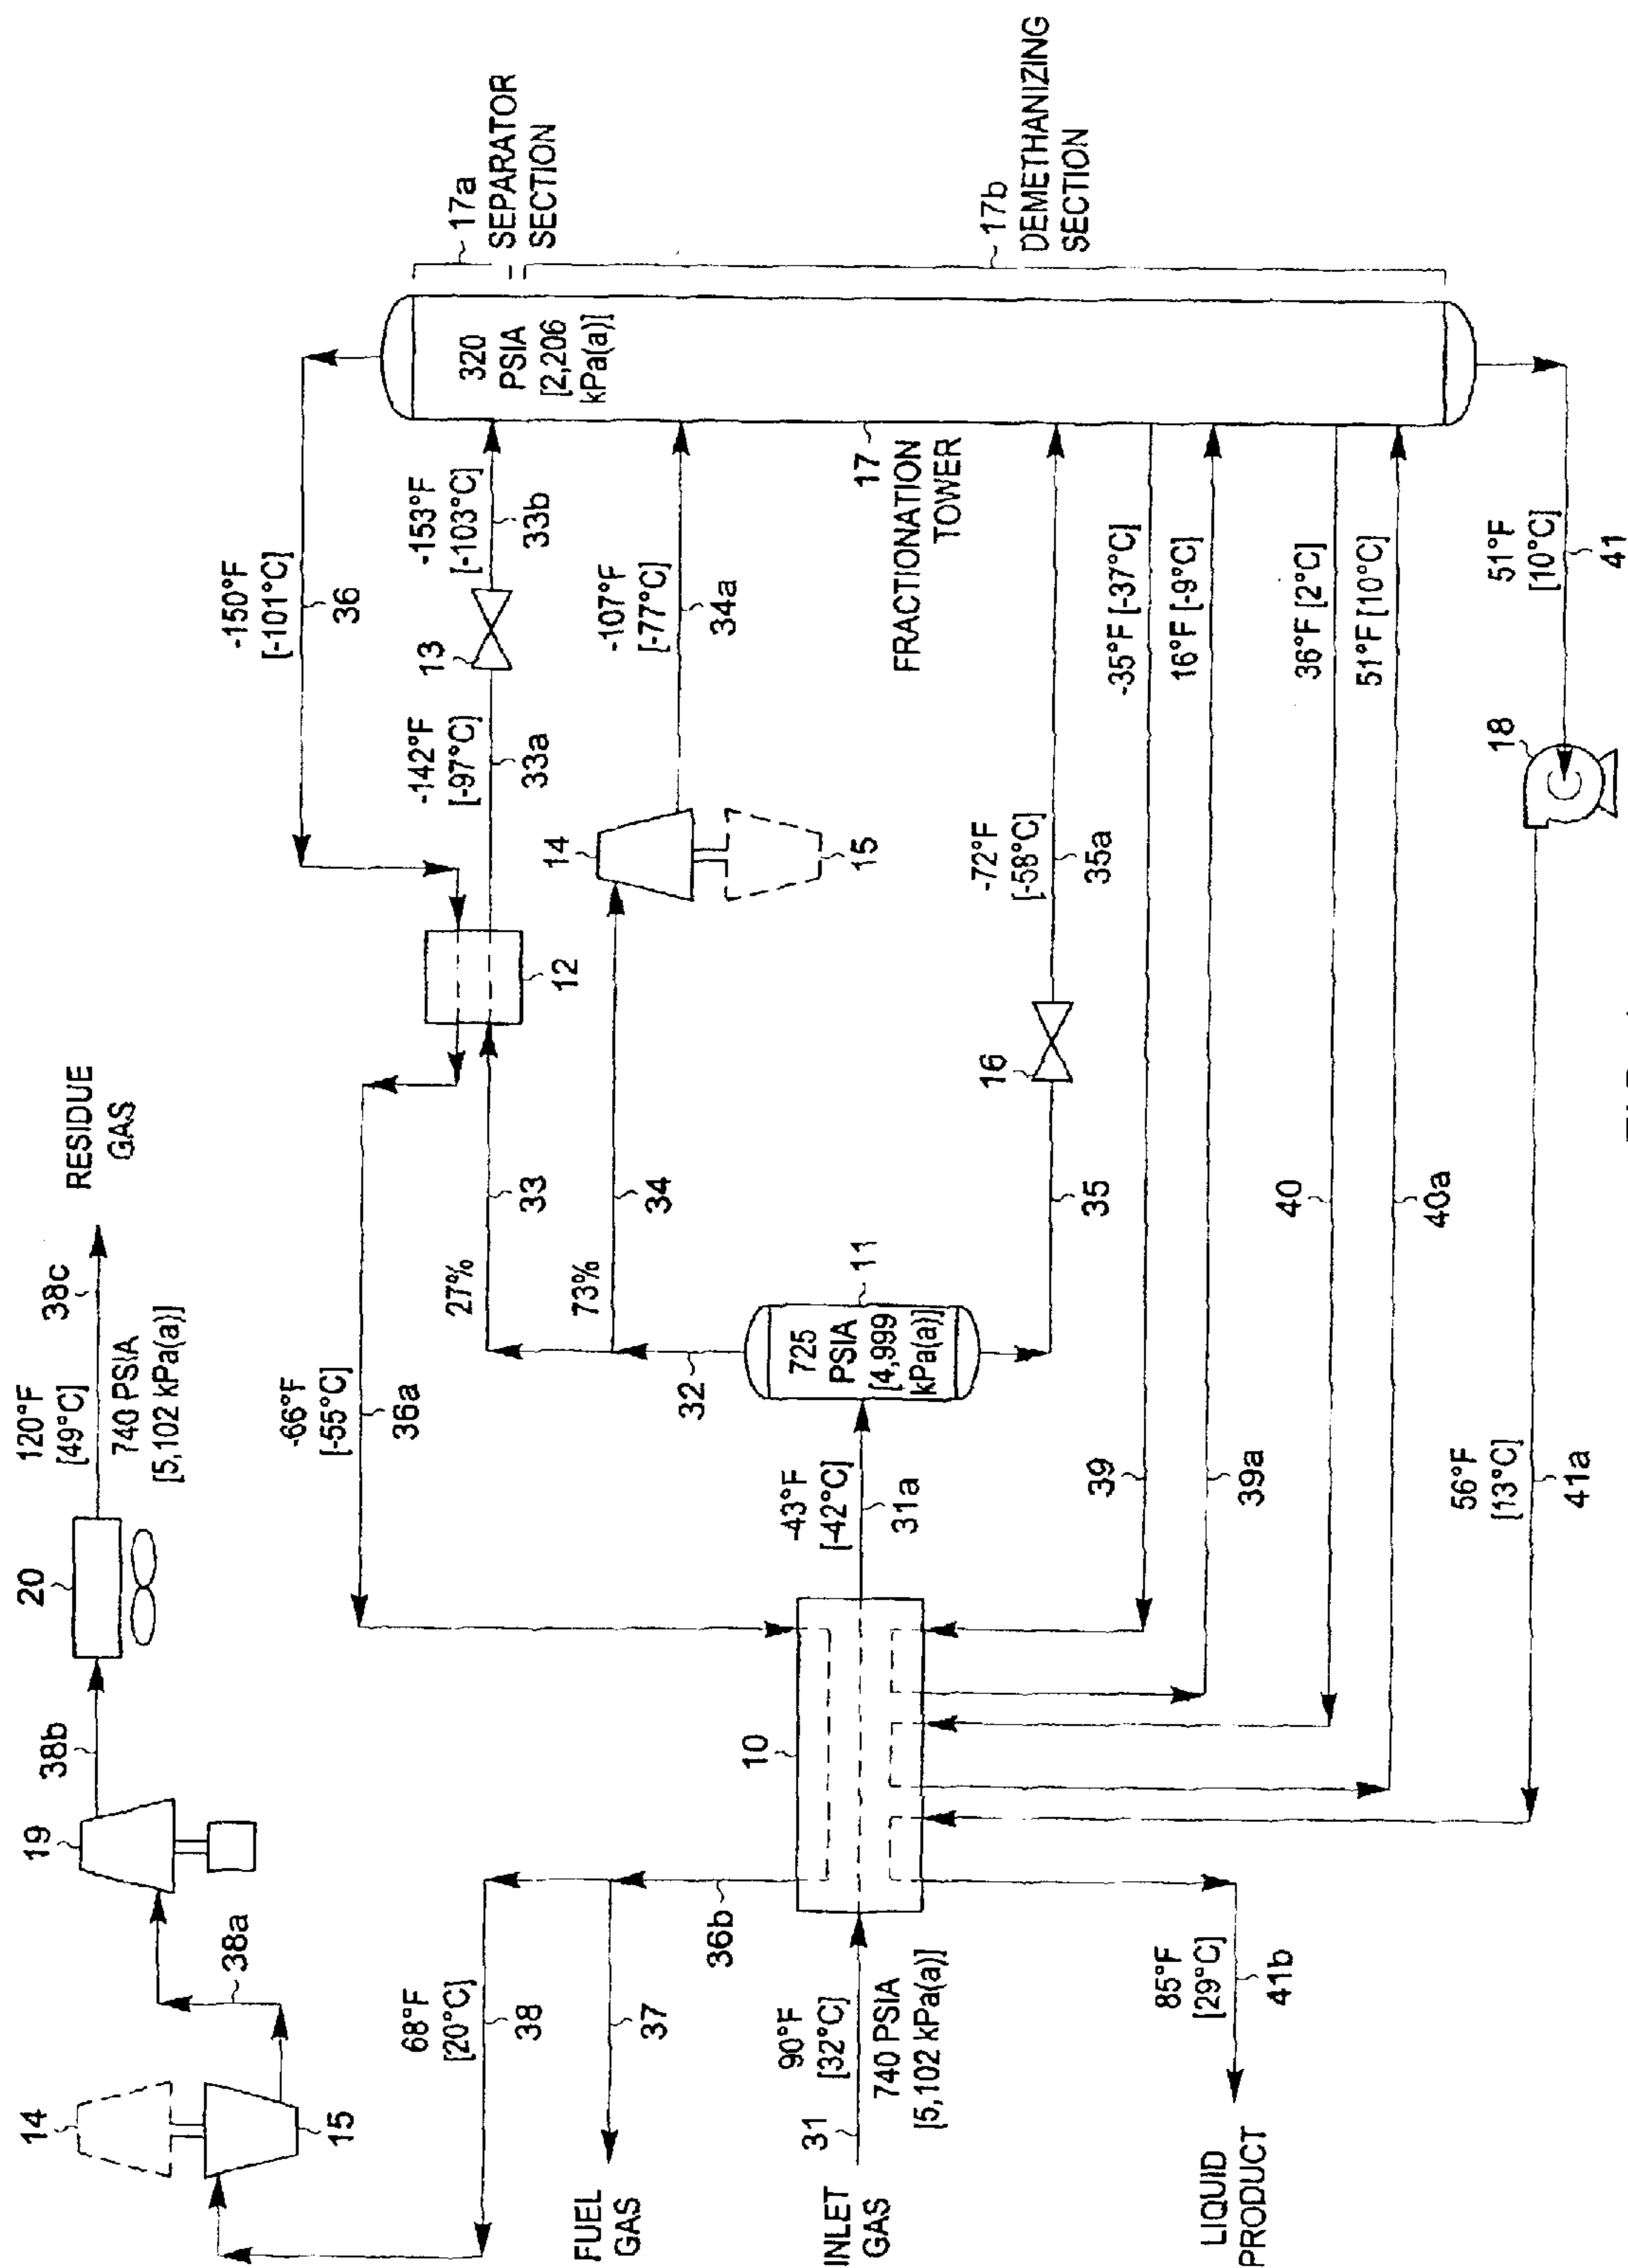 14
15
38a
19
38b
20
120°F
[49°C]
38c
740 PSIA
[5,102 kPa(a)]
RESIDUE
GAS
68°F
[20°C]
38
FUEL
GAS
37
36b
INLET
GAS
31
90°F
[32°C]
740 PSIA
[5,102 kPa(a)]
10
LIQUID
PRODUCT
85°F
[29°C]
41b
-66°F
[-55°C]
36a
-43°F
[-42°C]
31a
27%
33
73%
34
32
11
725
PSIA
[4,999
kPa(a)]
35
16
-72°F
[-58°C]
35a
12
-142°F
[-97°C]
33a
13
-153°F
[-103°C]
33b
-150°F
[-101°C]
36
14
15
-107°F
[-77°C]
34a
320
PSIA
[2,206
kPa(a)]
17
FRACTIONATION
TOWER
17a
SEPARATOR
SECTION
17b
DEMETHANIZING
SECTION
39
-35°F [-37°C]
39a
16°F [-9°C]
40
36°F [2°C]
40a
51°F [10°C]
56°F
[13°C]
41a
18
51°F
[10°C]
41